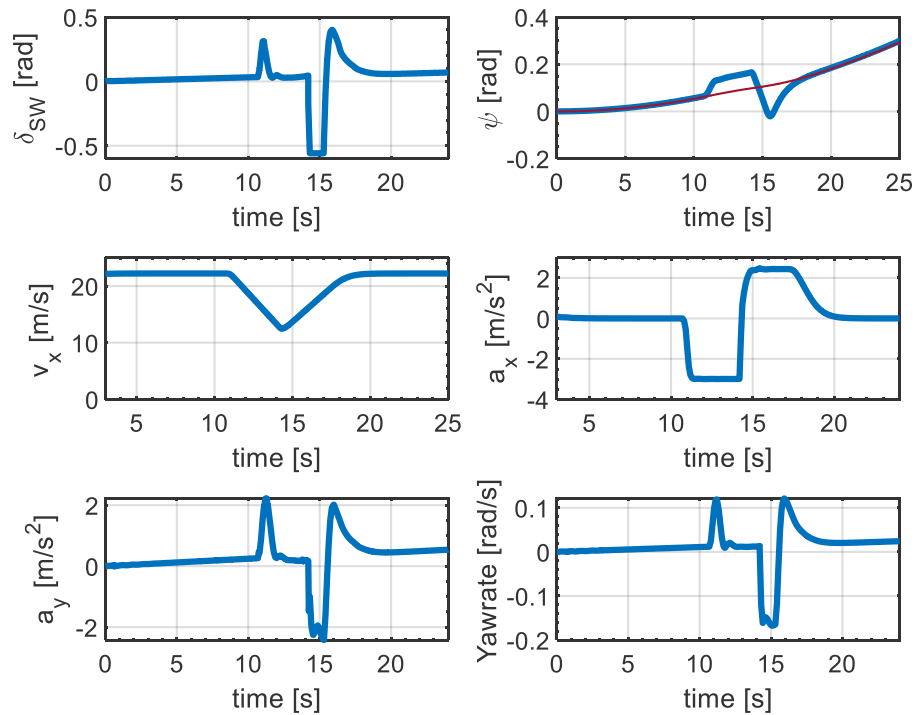 0.5
0
-0.5
δSW [rad]
0 5 10 15 20
time [s]
0.4
0.2
0
-0.2
ψ [rad]
0 5 10 15 20 25
time [s]
20
10
0
vx [m/s]
5 10 15 20 25
time [s]
2
0
-2
-4
ax [m/s2]
5 10 15 20 25
time [s]
2
0
-2
ay [m/s2]
0 5 10 15 20
time [s]
0.1
0
-0.1
-0.2
Yawrate [rad/s]
0 5 10 15 20
time [s]